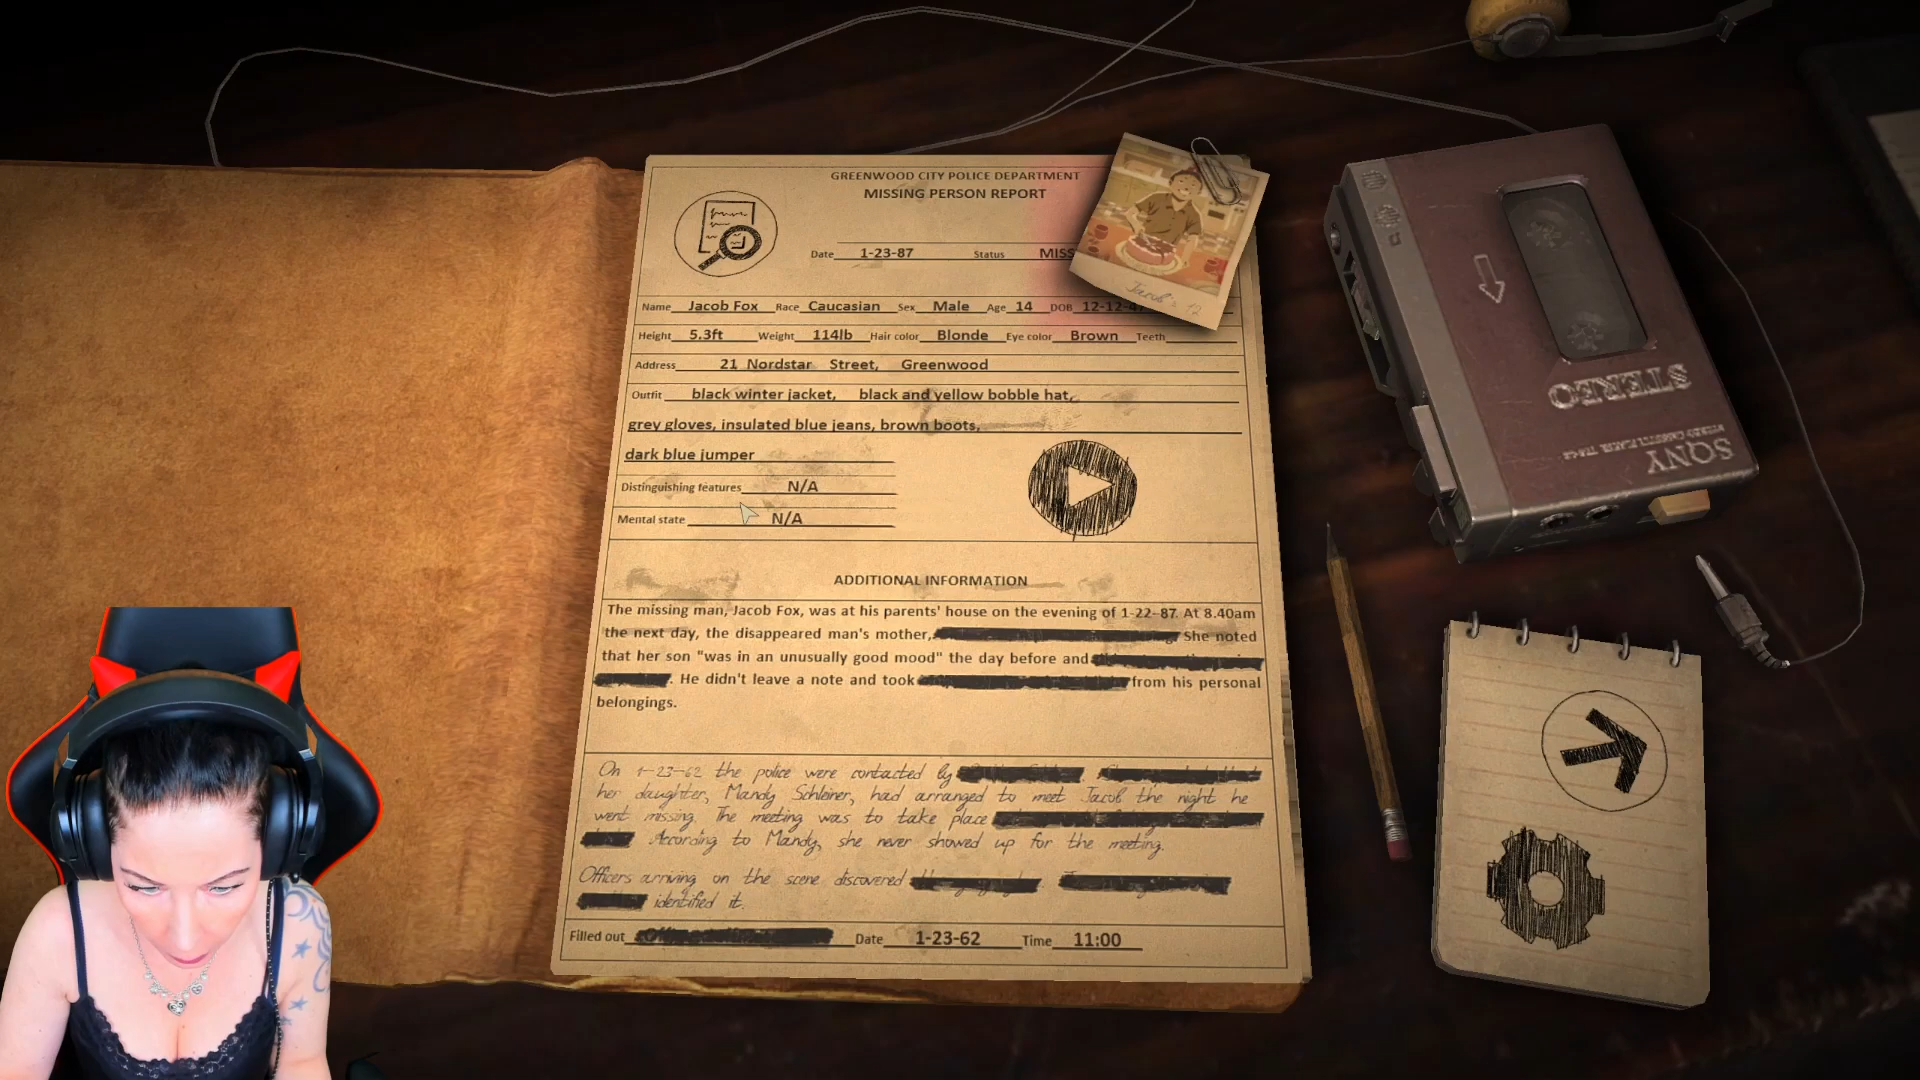 GREENWOOD CITY POLICE DEPARTMENT
MISSING PERSON REPORT
Date 1-23-87 Status MISS
Name Jacob Fox Race Caucasian Sex Male Age 14 DOB 12-12-4
Height 5.3ft Weight 114lb Hair color Blonde Eye color Brown Teeth
Address 21 Nordstar Street, Greenwood
Outfit black winter jacket, black and yellow bobble hat,
grey gloves, insulated blue jeans, brown boots,
dark blue jumper
Distinguishing features N/A
Mental state N/A
ADDITIONAL INFORMATION
The missing man, Jacob Fox, was at his parents' house on the evening of 1-22-87. At 8.40am
the next day, the disappeared man's mother, She noted
that her son "was in an unusually good mood" the day before and
. He didn't leave a note and took from his personal
belongings.
On 1-23-62 the police were contacted by
her daughter, Mandy Schleiner, had arranged to meet Jacob the night he
went missing. The meeting was to take place
According to Mandy, she never showed up for the meeting.
Officers arriving on the scene discovered
identified it.
Filled out Date 1-23-62 Time 11:00
Jacob's 12
STEREO
SQNY